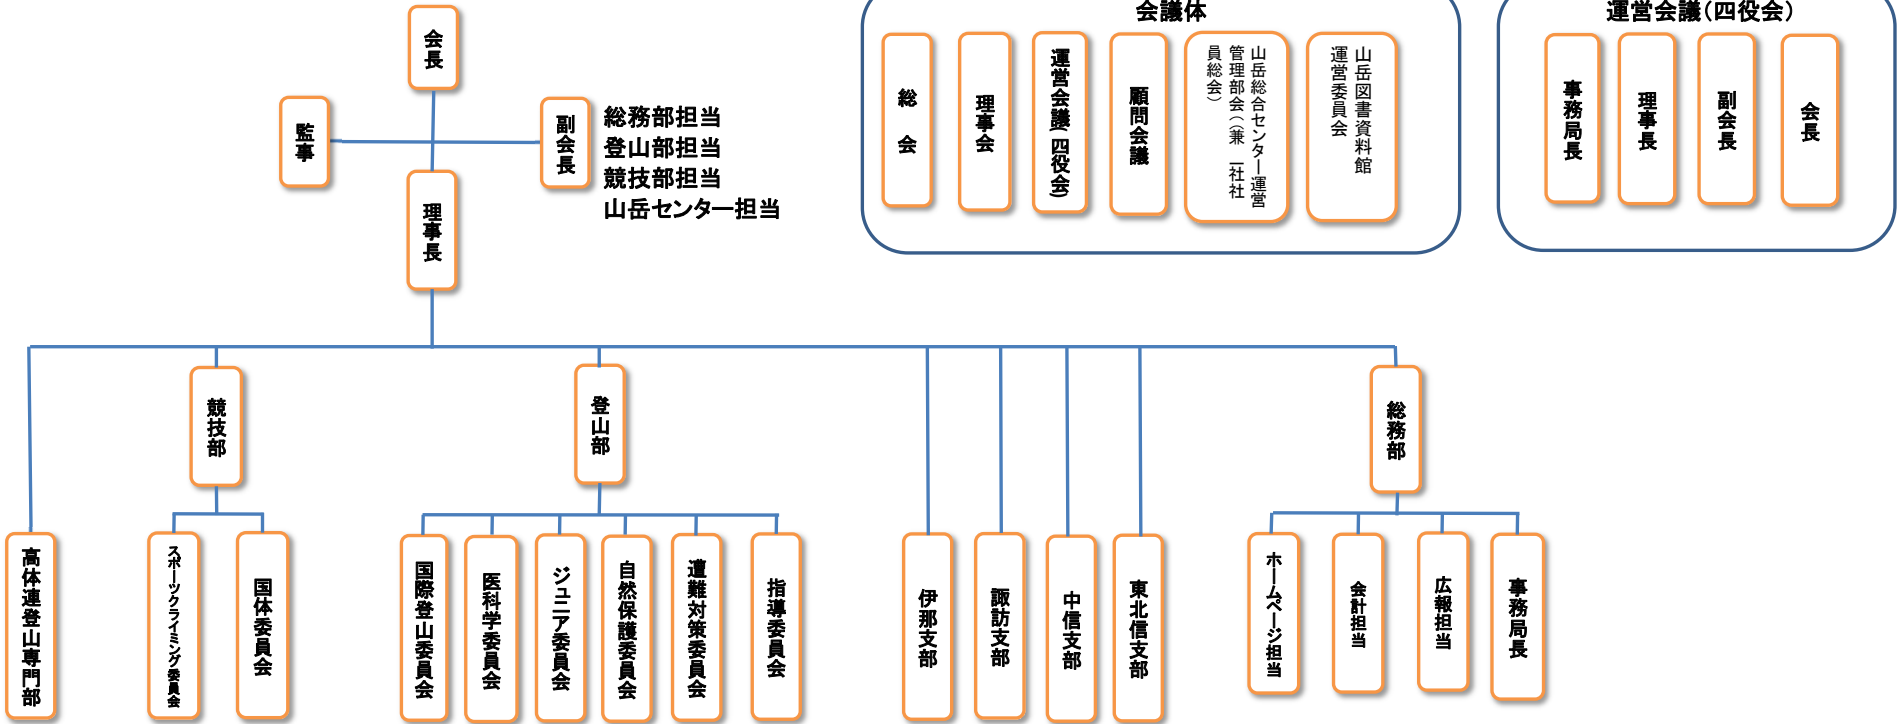 会長
監事
副会長
総務部担当
登山部担当
競技部担当
山岳センター担当
理事長
会議体
総　会
理事会
運営会議(四役会)
顧問会議
山岳総合センター運営
管理部会(（兼　二社社
員総会）
山岳図書資料館
運営委員会
運営会議（四役会）
事務局長
理事長
副会長
会長
競技部
登山部
総務部
高体連登山専門部
スポーツクライミング委員会
国体委員会
国際登山委員会
医科学委員会
ジュニア委員会
自然保護委員会
遭難対策委員会
指導委員会
伊那支部
諏訪支部
中信支部
東北信支部
ホームページ担当
会計担当
広報担当
事務局長